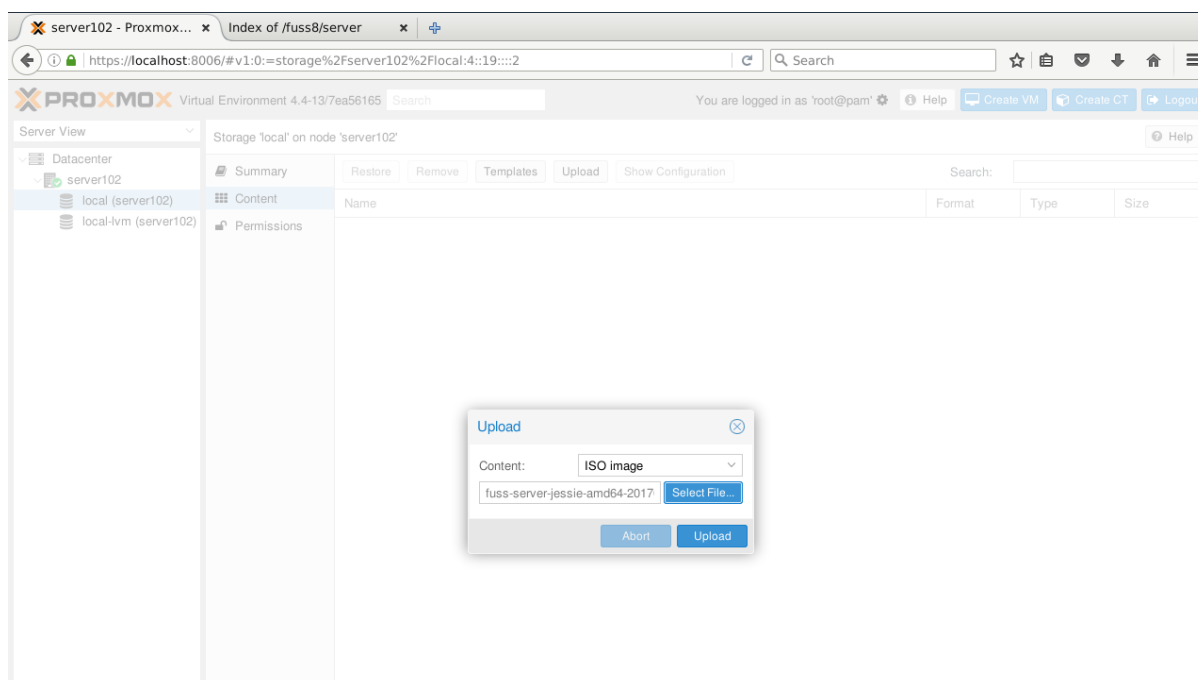 server102 - Proxmox... Index of /fuss8/server
https://localhost:8006/#v1:0:=storage%2Fserver102%2Flocal:4::19::::2 Search
PROXMOX Virtual Environment 4.4-13/7ea56165 Search You are logged in as 'root@pam' Help Create VM Create CT Logou
Server View Storage 'local' on node 'server102' Help
Datacenter
server102
local (server102)
local-lvm (server102)
Summary
Content
Permissions
Restore Remove Templates Upload Show Configuration Search:
Name Format Type Size
Upload
Content: ISO image
fuss-server-jessie-amd64-2017 Select File...
Abort Upload